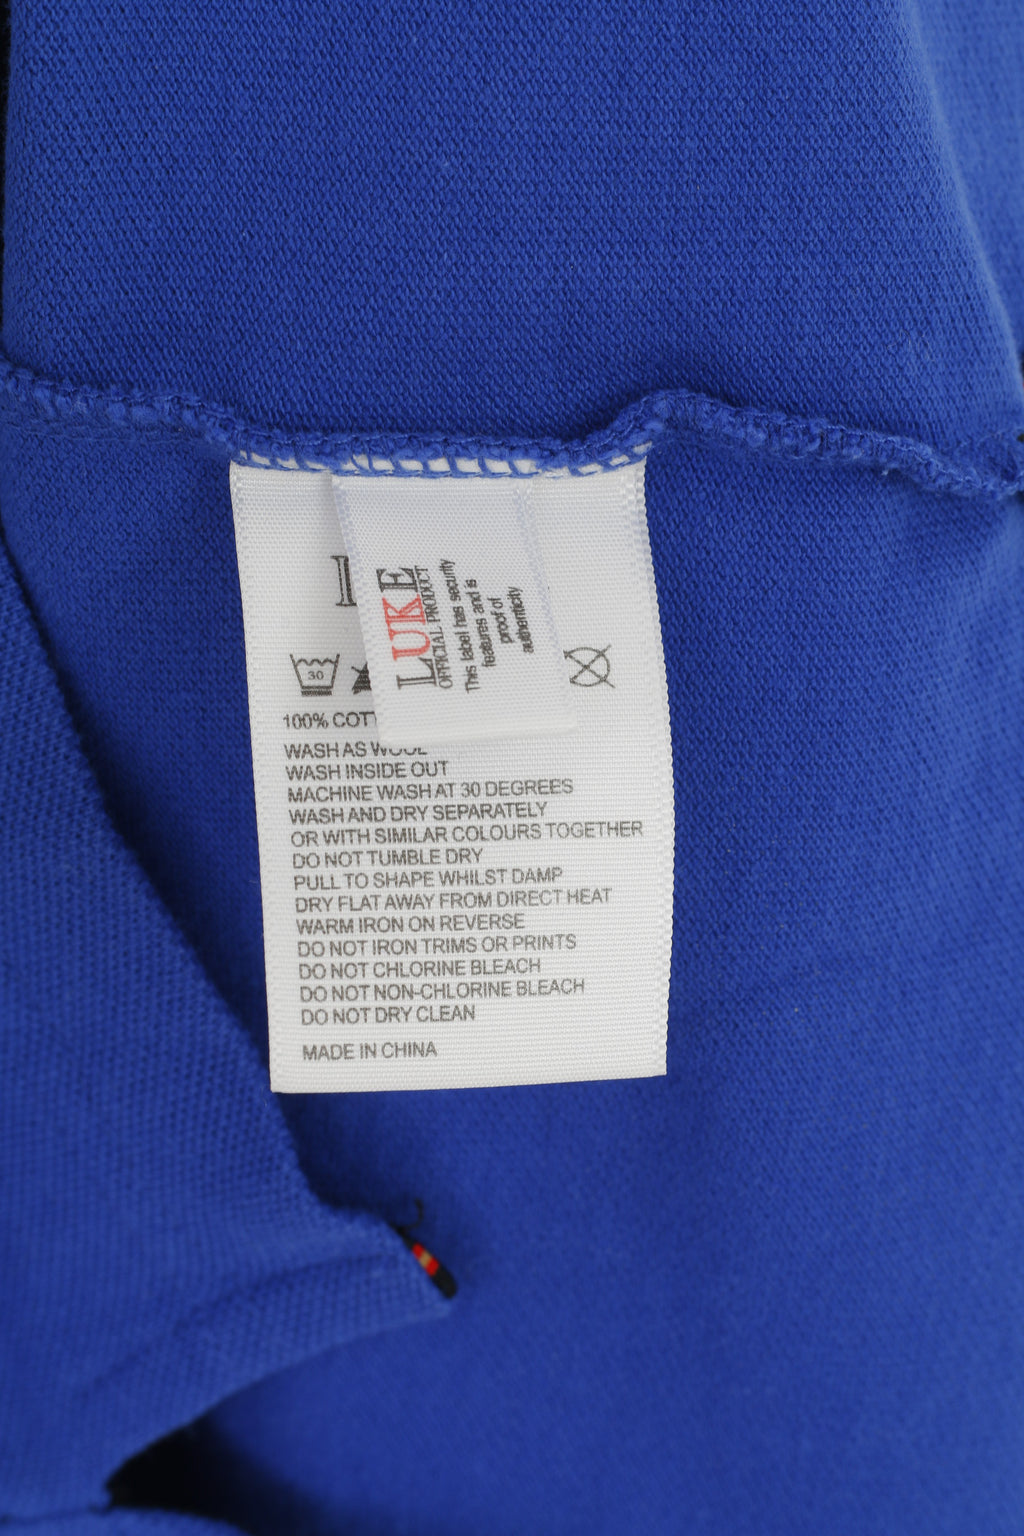 LUKE
OFFICIAL PRODUCT
This label has security
features and is
proof of
authenticity
30
100% COTT
WASH AS WOOL
WASH INSIDE OUT
MACHINE WASH AT 30 DEGREES
WASH AND DRY SEPARATELY
OR WITH SIMILAR COLOURS TOGETHER
DO NOT TUMBLE DRY
PULL TO SHAPE WHILST DAMP
DRY FLAT AWAY FROM DIRECT HEAT
WARM IRON ON REVERSE
DO NOT IRON TRIMS OR PRINTS
DO NOT CHLORINE BLEACH
DO NOT NON-CHLORINE BLEACH
DO NOT DRY CLEAN
MADE IN CHINA